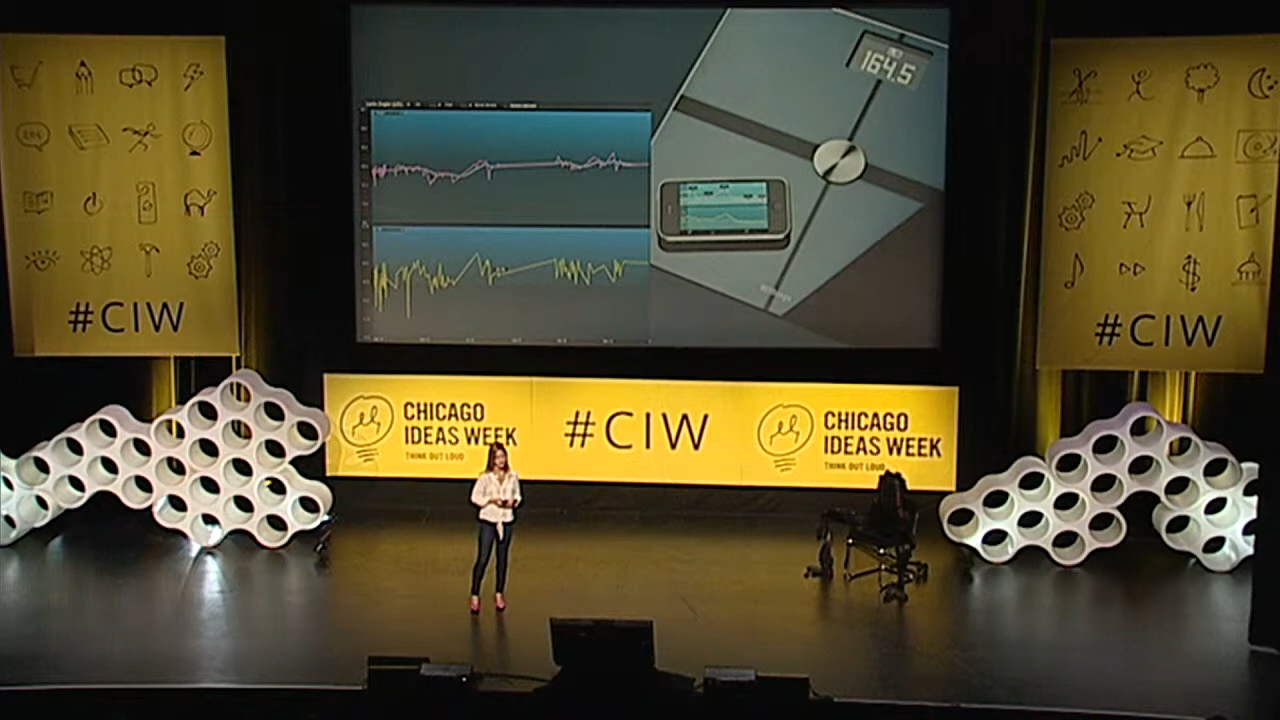 164.5
#CIW
#CIW
CHICAGO
IDEAS WEEK
THINK OUT LOUD
#CIW
CHICAGO
IDEAS WEEK
THINK OUT LOUD